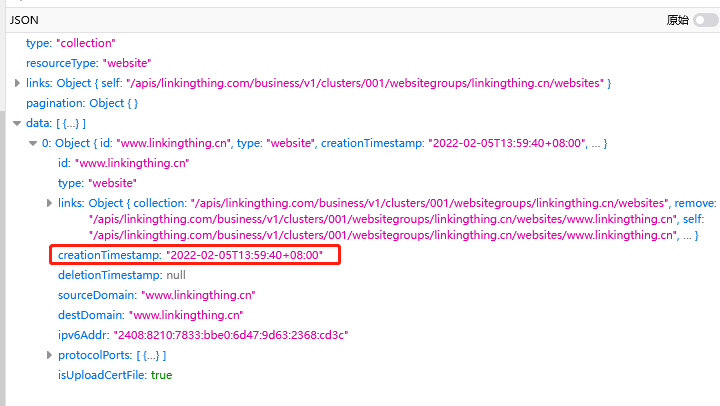 JSON
原始
type: "collection"
resourceType: "website"
links: Object { self: "/apis/linkingthing.com/business/v1/clusters/001/websitegroups/linkingthing.cn/websites" }
pagination: Object { }
data: [ {…} ]
0: Object { id: "www.linkingthing.cn", type: "website", creationTimestamp: "2022-02-05T13:59:40+08:00", … }
id: "www.linkingthing.cn"
type: "website"
links: Object { collection: "/apis/linkingthing.com/business/v1/clusters/001/websitegroups/linkingthing.cn/websites", remove:
"/apis/linkingthing.com/business/v1/clusters/001/websitegroups/linkingthing.cn/websites/www.linkingthing.cn", self:
"/apis/linkingthing.com/business/v1/clusters/001/websitegroups/linkingthing.cn/websites/www.linkingthing.cn", … }
creationTimestamp: "2022-02-05T13:59:40+08:00"
deletionTimestamp: null
sourceDomain: "www.linkingthing.cn"
destDomain: "www.linkingthing.cn"
ipv6Addr: "2408:8210:7833:bbe0:6d47:9d63:2368:cd3c"
protocolPorts: [ {…} ]
isUploadCertFile: true